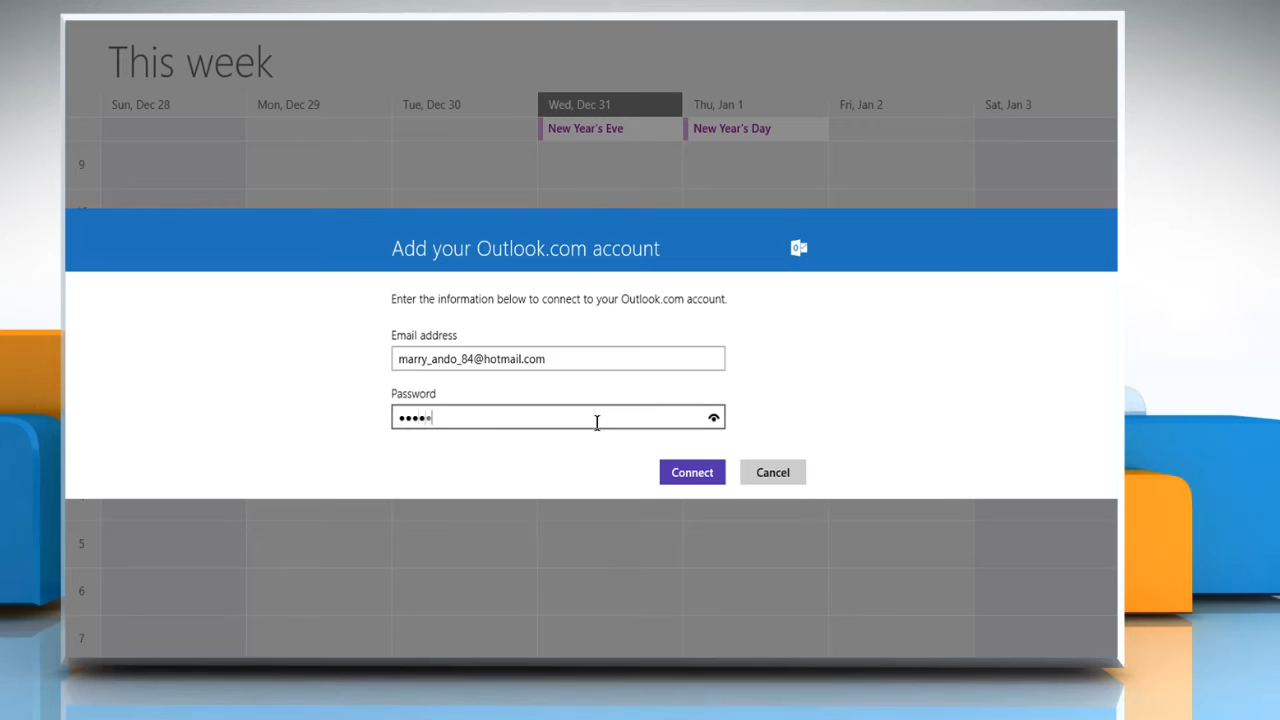 This week
Sun, Dec 28 Mon, Dec 29 Tue, Dec 30 Wed, Dec 31 Thu, Jan 1 Fri, Jan 2 Sat, Jan 3
New Year's Eve New Year's Day
9
Add your Outlook.com account
Enter the information below to connect to your Outlook.com account.
Email address
marry_ando_84@hotmail.com
Password
Connect Cancel
5
6
7